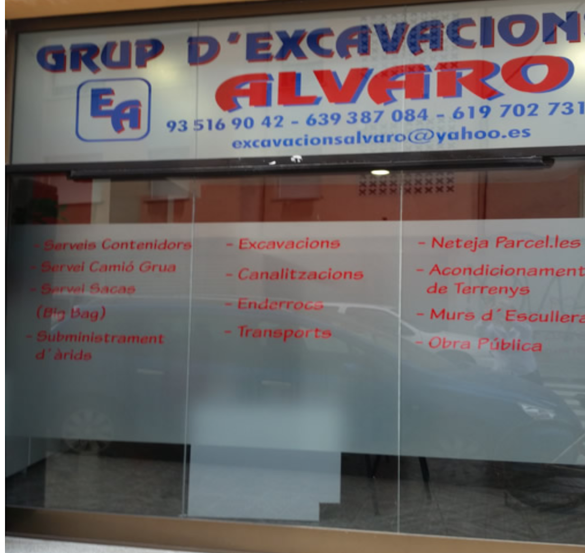 GRUP D'EXCAVACIONS
ALVARO
EA
93 516 90 42 - 639 387 084 - 619 702 731
excavacionsalvaro@yahoo.es
- Serveis Contenidors
- Servei Camió Grua
- Servei Sacas
(Big Bag)
- Subministrament
d'àrids
- Excavacions
- Canalitzacions
- Enderrocs
- Transports
- Neteja Parcel.les
- Acondicionament
de Terrenys
- Murs d'Escullera
- Obra Pública